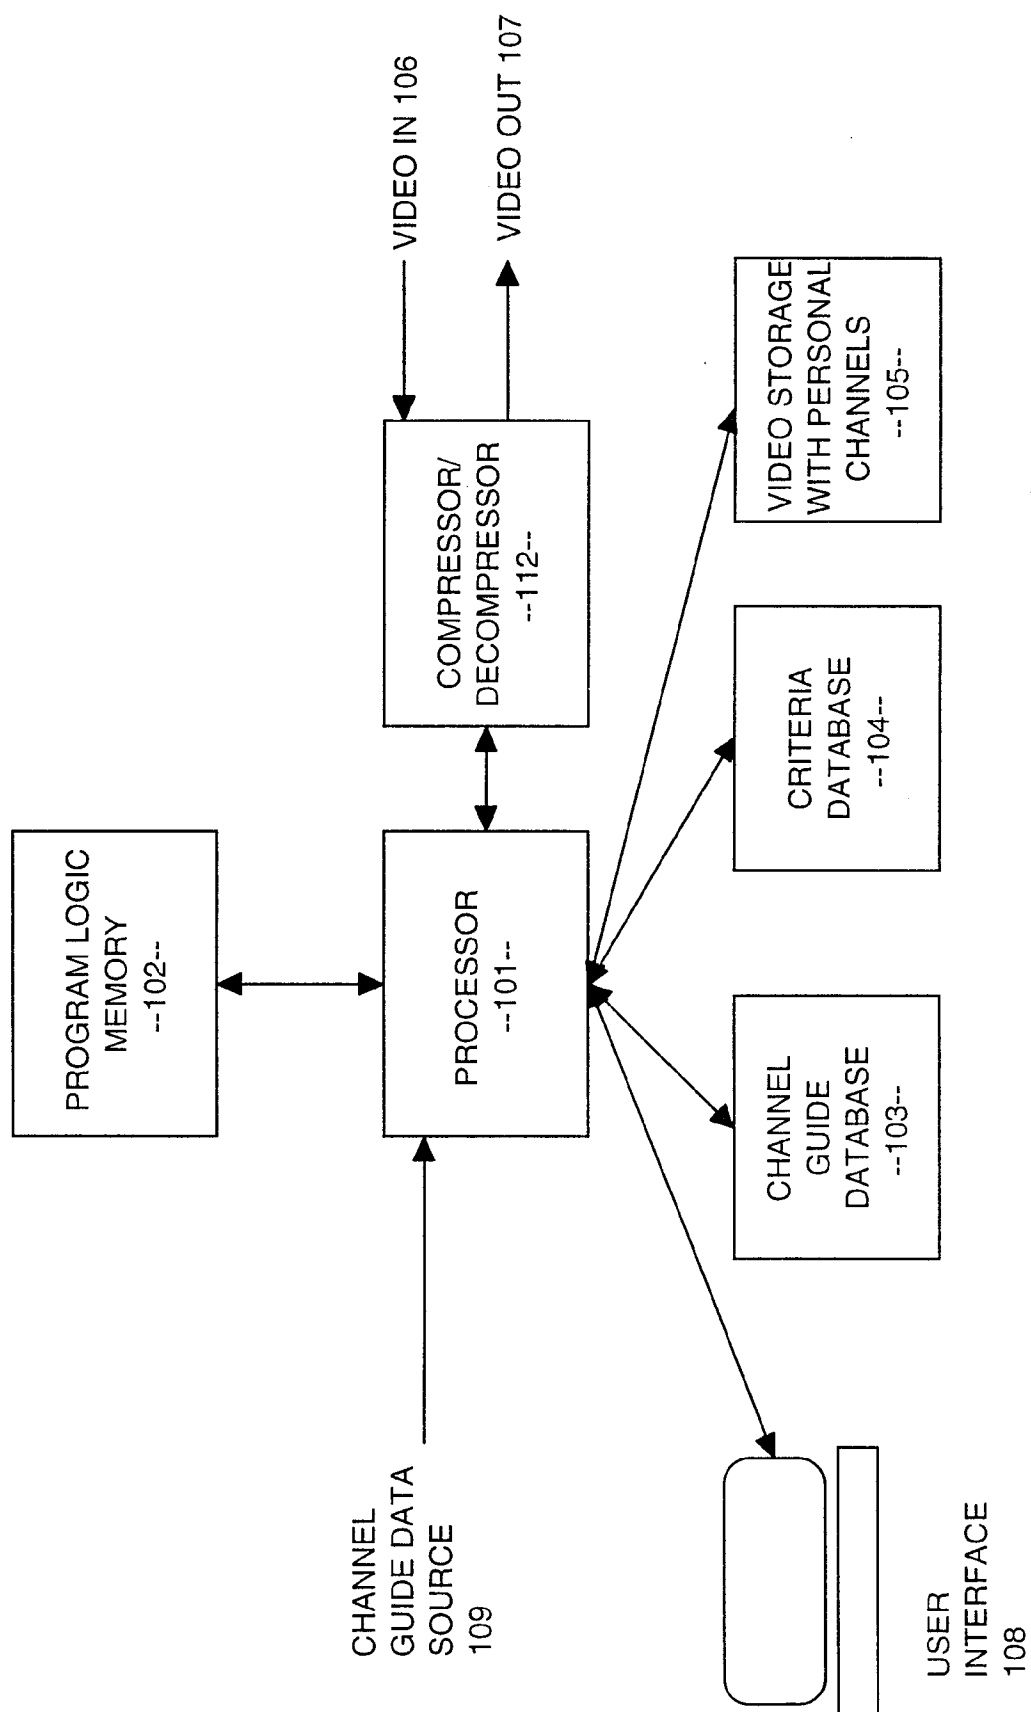 PROGRAM LOGIC
MEMORY
--102--
CHANNEL
GUIDE DATA
SOURCE
109
PROCESSOR
--101--
COMPRESSOR/
DECOMPRESSOR
--112--
VIDEO IN 106
VIDEO OUT 107
USER
INTERFACE
108
CHANNEL
GUIDE
DATABASE
--103--
CRITERIA
DATABASE
--104--
VIDEO STORAGE
WITH PERSONAL
CHANNELS
--105--